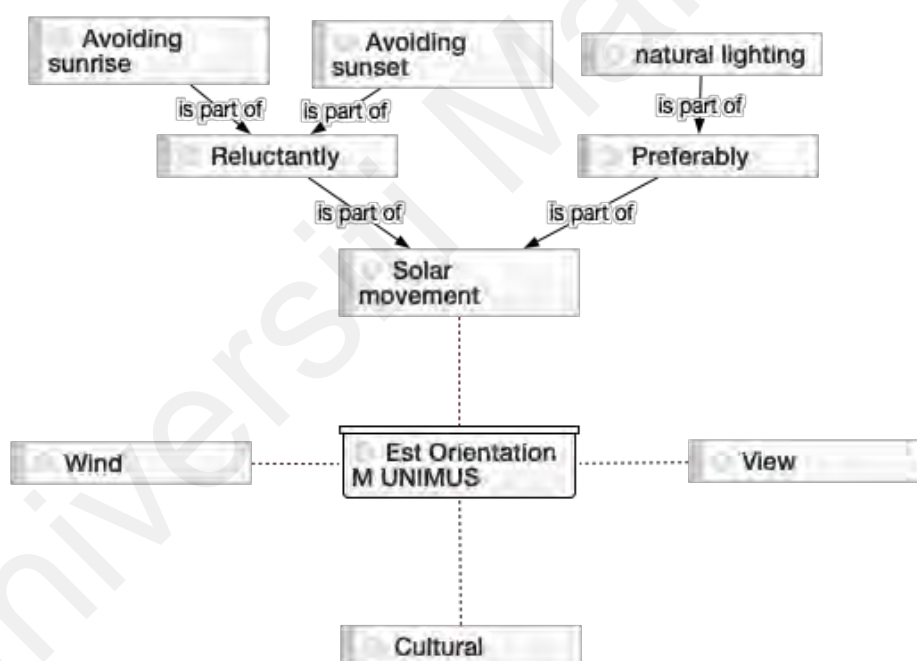 Avoiding
sunrise
Avoiding
sunset
natural lighting
is part of
is part of
is part of
Reluctantly
Preferably
is part of
is part of
Solar
movement
Wind
Est Orientation
M UNIMUS
View
Cultural